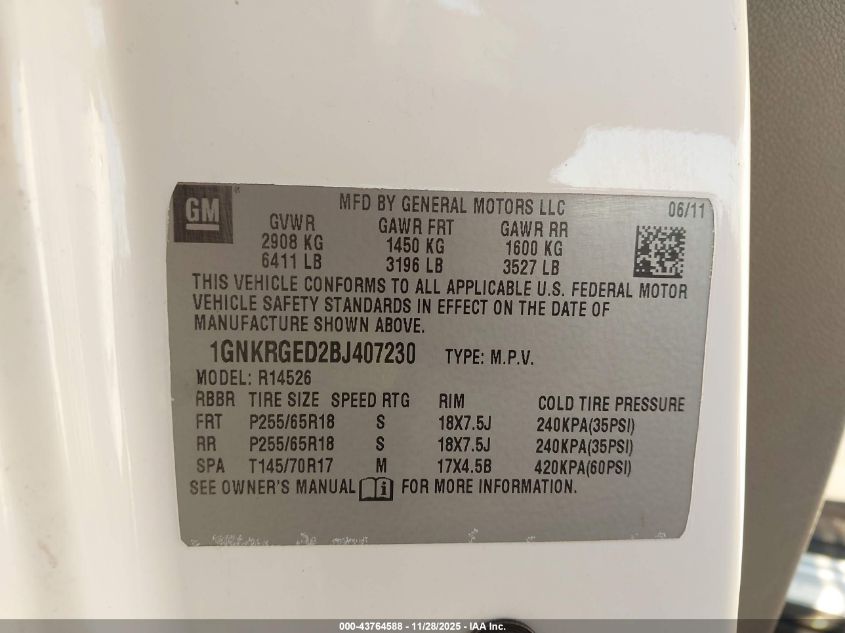 GM
MFD BY GENERAL MOTORS LLC 06/11
GVWR GAWR FRT GAWR RR
2908 KG 1450 KG 1600 KG
6411 LB 3196 LB 3527 LB
THIS VEHICLE CONFORMS TO ALL APPLICABLE U.S. FEDERAL MOTOR
VEHICLE SAFETY STANDARDS IN EFFECT ON THE DATE OF
MANUFACTURE SHOWN ABOVE.
1GNKRGED2BJ407230 TYPE: M.P.V.
MODEL: R14526
RBBR TIRE SIZE SPEED RTG RIM COLD TIRE PRESSURE
FRT P255/65R18 S 18X7.5J 240KPA(35PSI)
RR P255/65R18 S 18X7.5J 240KPA(35PSI)
SPA T145/70R17 M 17X4.5B 420KPA(60PSI)
SEE OWNER'S MANUAL i FOR MORE INFORMATION.
000-43764588 - 11/28/2025 - IAA Inc.